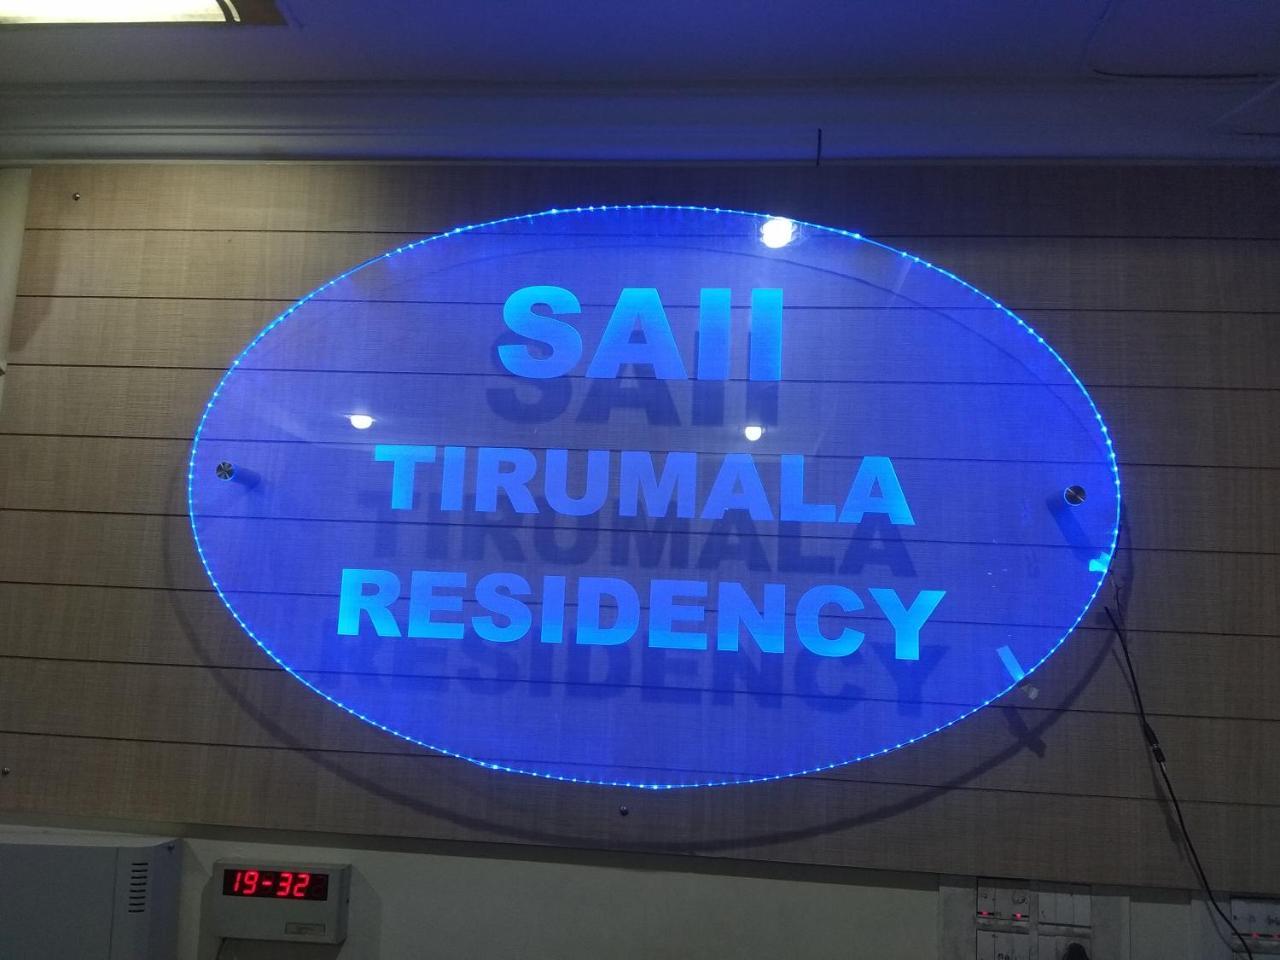 SAII
TIRUMALA
RESIDENCY
19-32